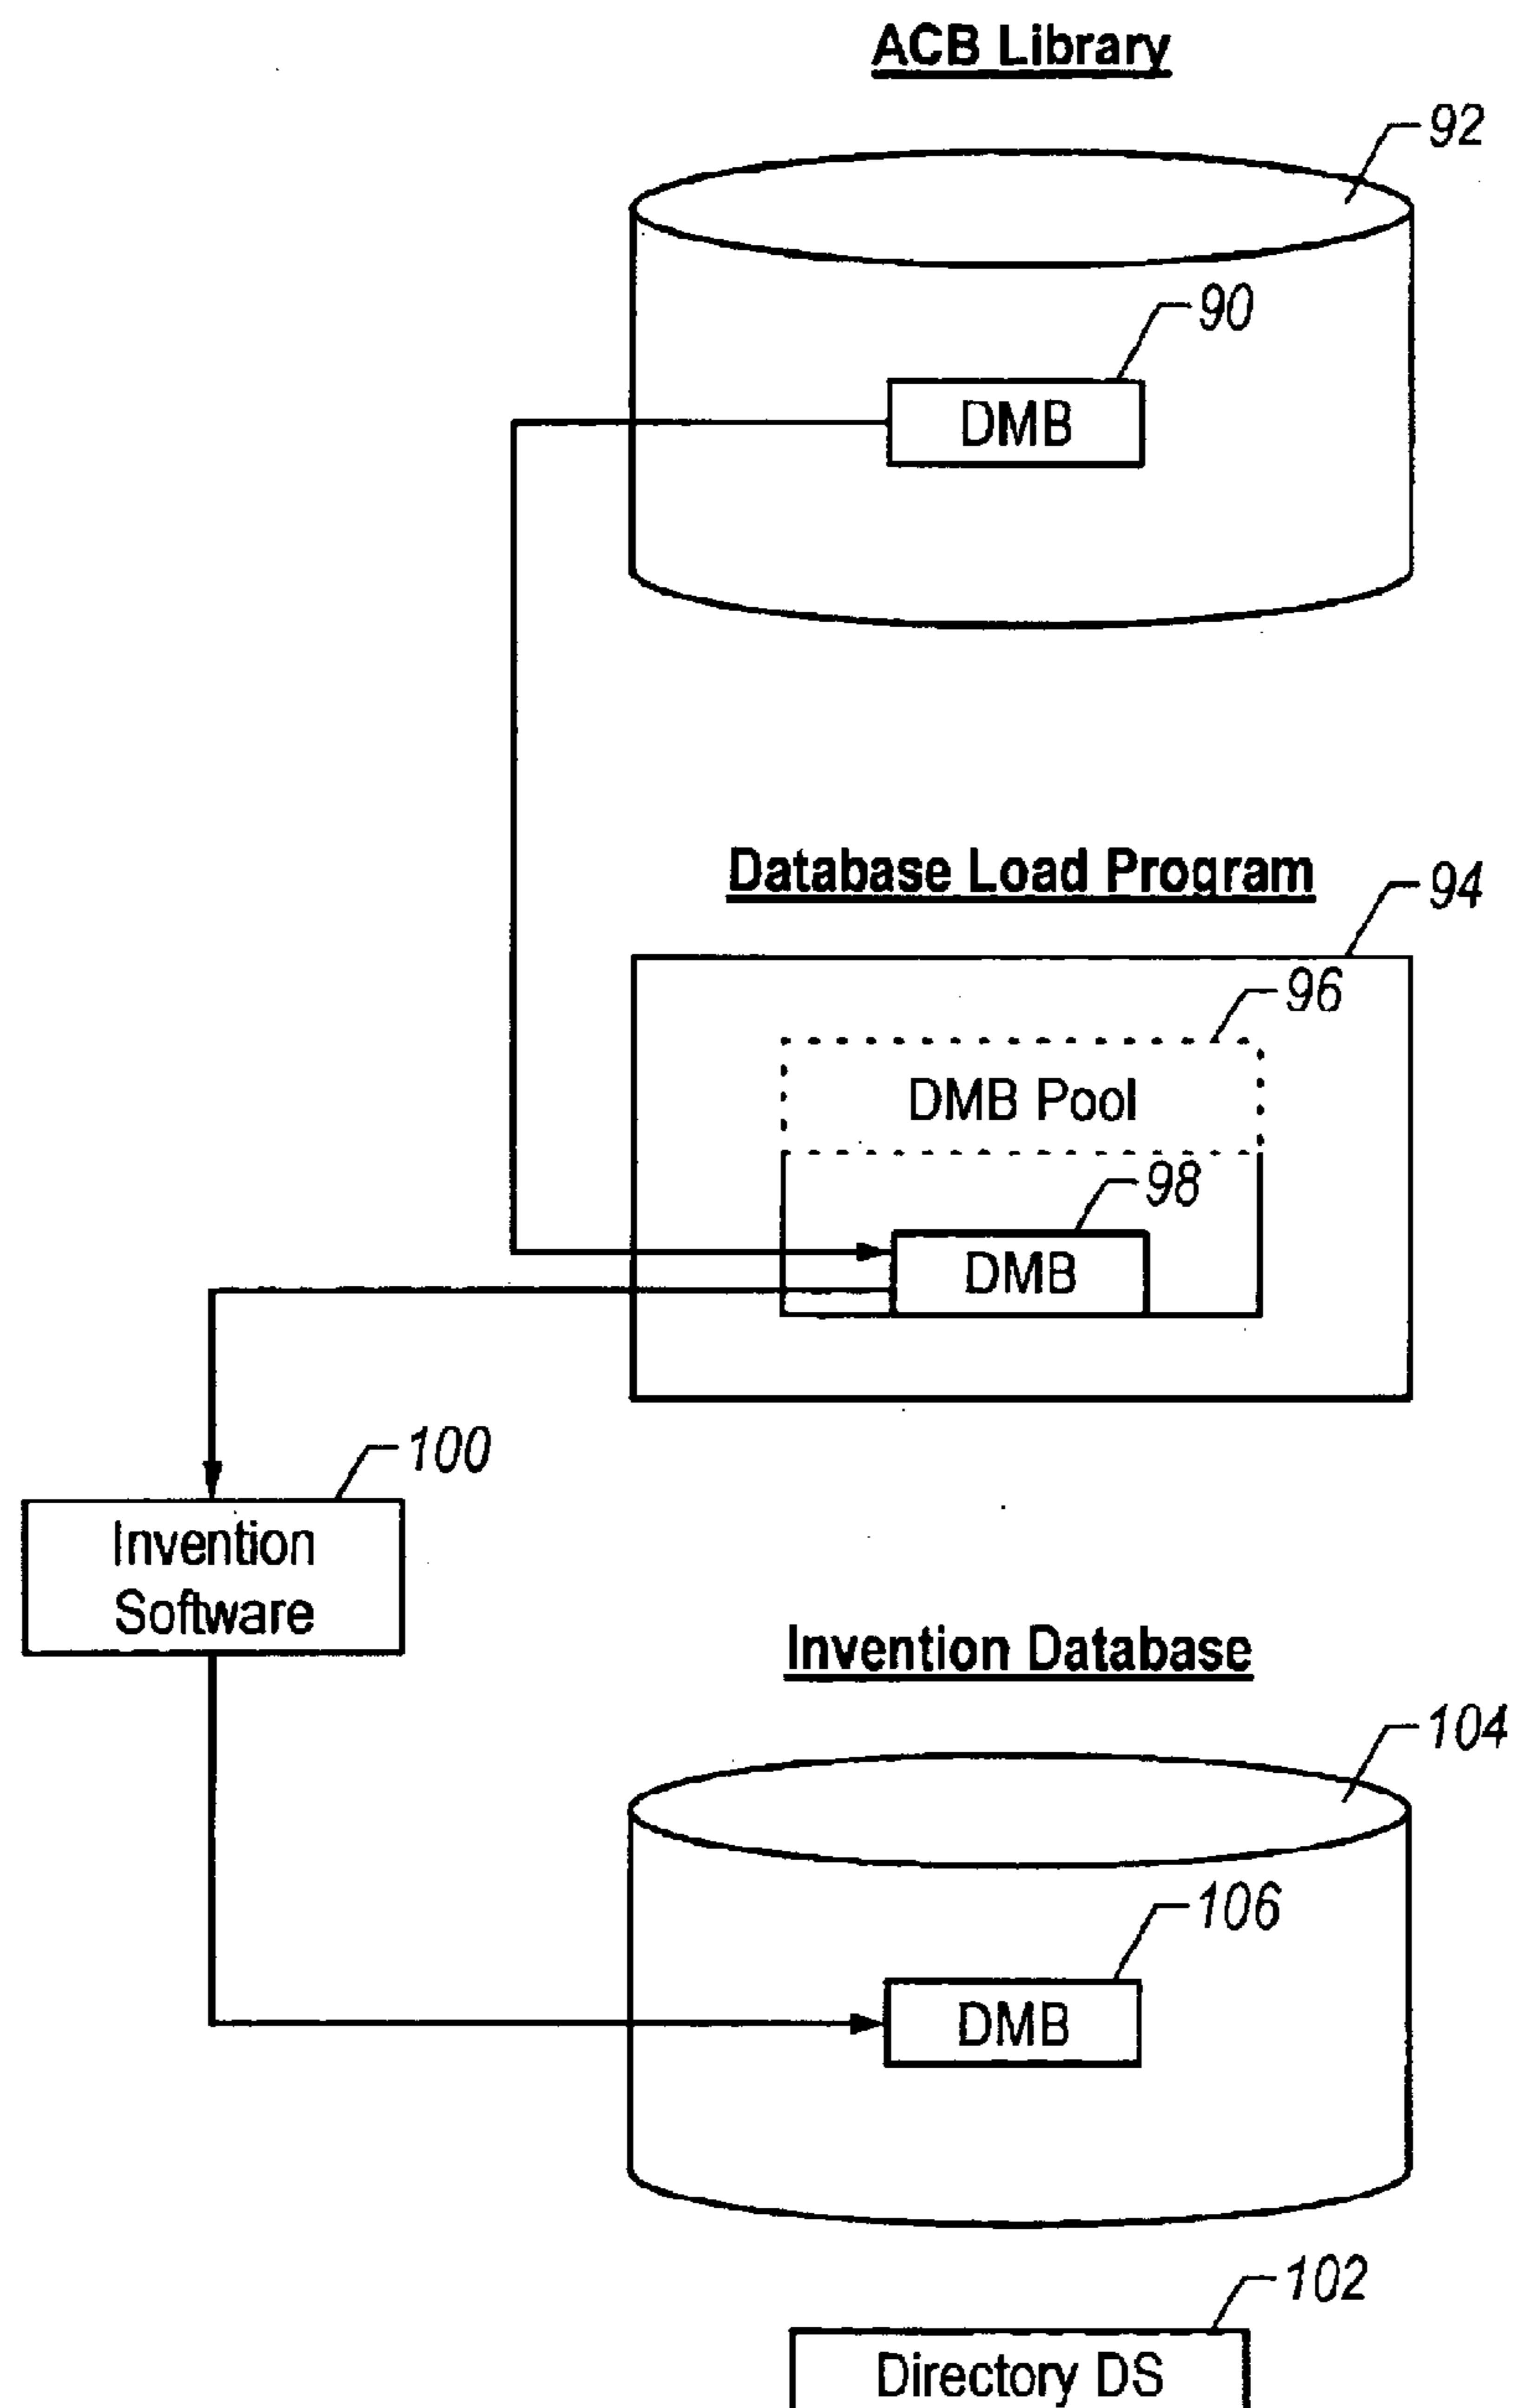 ACB Library
92
90
DMB
Database Load Program
94
96
DMB Pool
98
DMB
100
Invention
Software
Invention Database
104
106
DMB
102
Directory DS